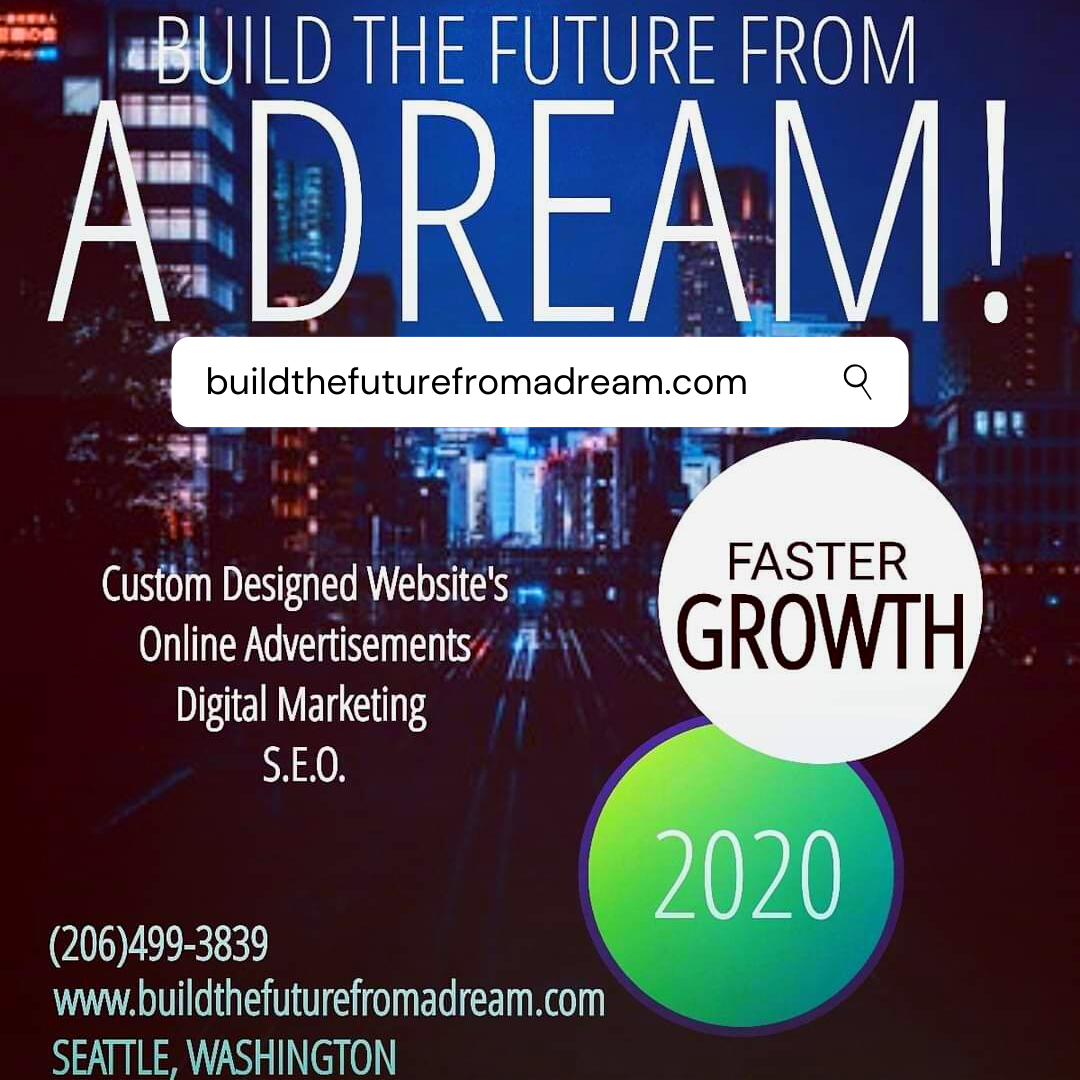 BUILD THE FUTURE FROM
A DREAM!
buildthefuturefromadream.com
FASTER
GROWTH
Custom Designed Website's
Online Advertisements
Digital Marketing
S.E.O.
2020
(206)499-3839
www.buildthefuturefromadream.com
SEATTLE, WASHINGTON